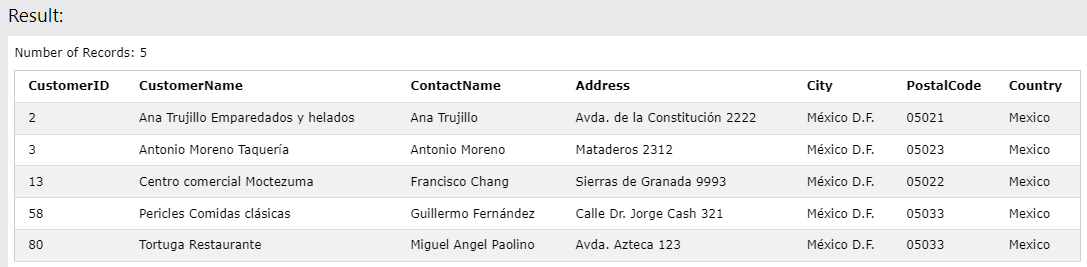 Result:
Number of Records: 5
CustomerID CustomerName ContactName Address City PostalCode Country
2 Ana Trujillo Emparedados y helados Ana Trujillo Avda. de la Constitución 2222 México D.F. 05021 Mexico
3 Antonio Moreno Taquería Antonio Moreno Mataderos 2312 México D.F. 05023 Mexico
13 Centro comercial Moctezuma Francisco Chang Sierras de Granada 9993 México D.F. 05022 Mexico
58 Pericles Comidas clásicas Guillermo Fernández Calle Dr. Jorge Cash 321 México D.F. 05033 Mexico
80 Tortuga Restaurante Miguel Angel Paolino Avda. Azteca 123 México D.F. 05033 Mexico